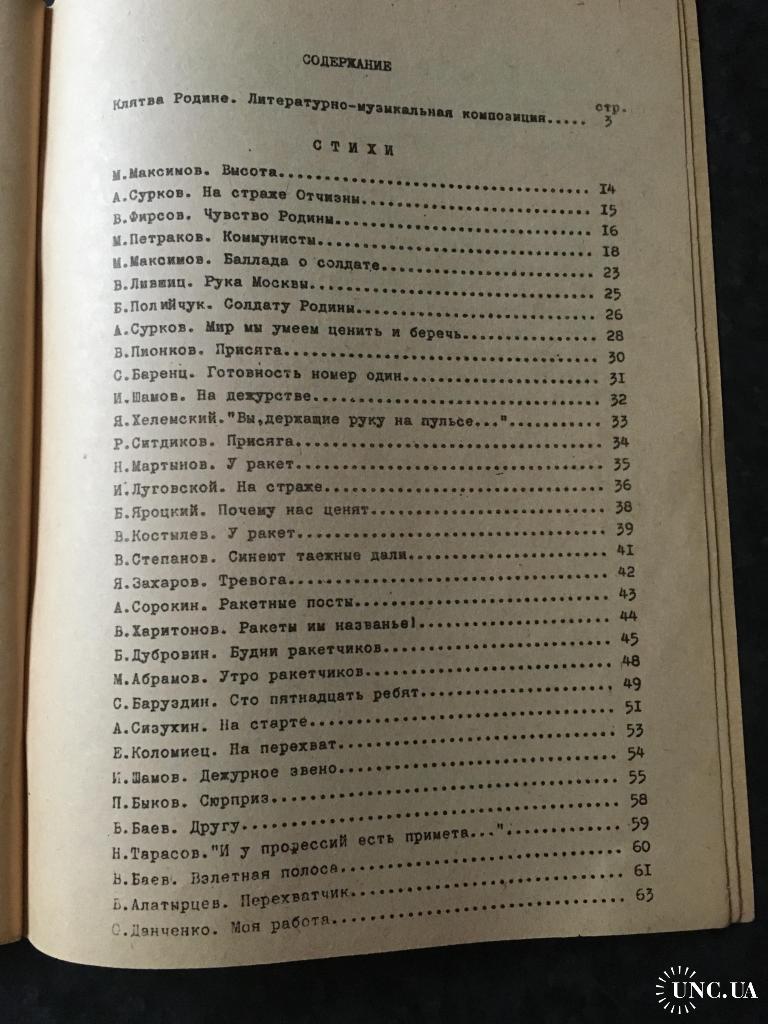 СОДЕРЖАНИЕ
стр.
Клятва Родине. Литературно-музыкальная композиция..... 3
СТИХИ
М.Максимов. Высота........ 14
А.Сурков. На страже Отчизны........ 15
В.Фирсов. Чувство Родины........ 16
М.Петраков. Коммунисты........ 18
М.Максимов. Баллада о солдате........ 23
В.Лившиц. Рука Москвы........ 25
Б.Полийчук. Солдату Родины........ 26
А.Сурков. Мир мы умеем ценить и беречь........ 28
В.Пионков. Присяга........ 30
С.Баренц. Готовность номер один........ 31
И.Шамов. На дежурстве........ 32
Я.Хелемский."Вы,держащие руку на пульсе..."........ 33
Р.Ситдиков. Присяга........ 34
Н.Мартынов. У ракет........ 35
И.Луговской. На страже........ 36
Б.Яроцкий. Почему нас ценят........ 38
В.Костылев. У ракет........ 39
В.Степанов. Синеют таежные дали........ 41
Я.Захаров. Тревога........ 42
А.Сорокин. Ракетные посты........ 43
В.Харитонов. Ракеты им названье!........ 44
Б.Дубровин. Будни ракетчиков........ 45
М.Абрамов. Утро ракетчиков........ 48
С.Баруздин. Сто пятнадцать ребят........ 49
А.Сизухин. На старте........ 51
Е.Коломиец. На перехват........ 53
И.Шамов. Дежурное звено........ 54
П.Быков. Сюрприз........ 55
В.Баев. Другу........ 58
Н.Тарасов."И у профессий есть примета..."........ 59
В.Баев. Взлетная полоса........ 60
В.Алатырцев. Перехватчик........ 61
С.Данченко. Моя работа........ 63
UNC.UA